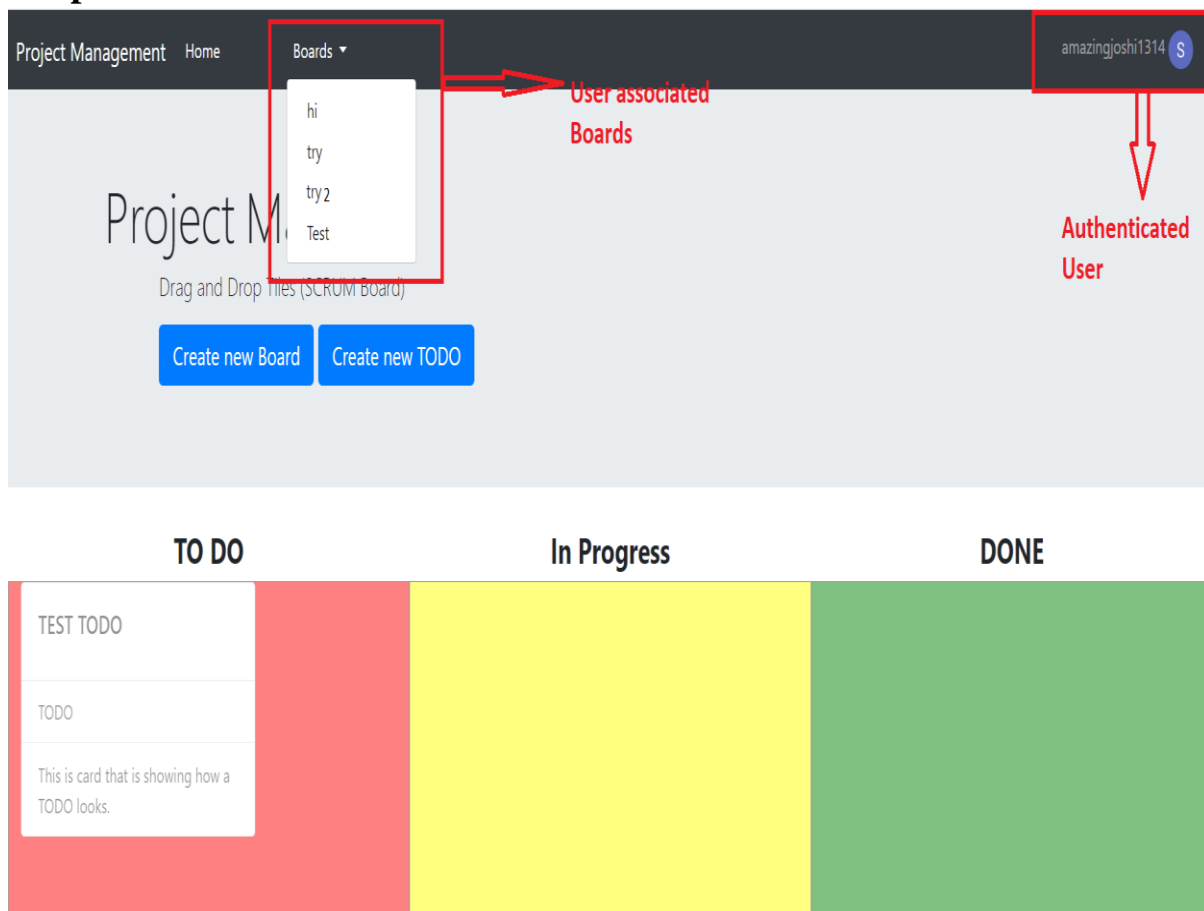 Project Management Home Boards amazingjoshi1314 S
User associated
Boards
hi
try
try 2
Test
Authenticated
User
Project M
Drag and Drop Tiles (SCRUM Board)
Create new Board Create new TODO
TO DO In Progress DONE
TEST TODO
TODO
This is card that is showing how a
TODO looks.